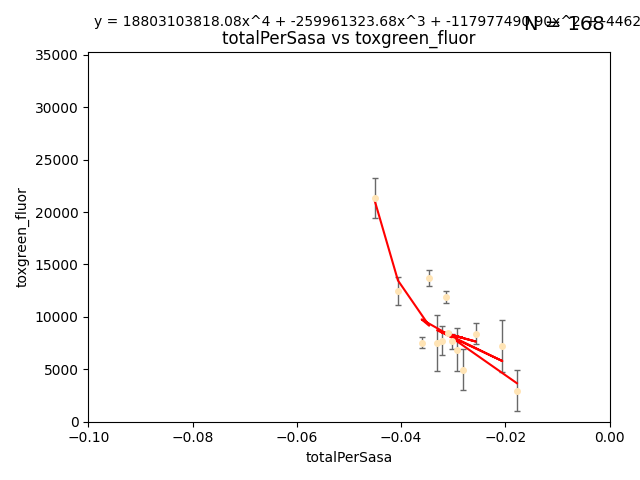 y = 18803103818.08x^4 + -259961323.68x^3 + -117977490.90x^2 + -4462
N = 168
totalPerSasa vs toxgreen_fluor
35000
30000
25000
20000
15000
10000
5000
0
toxgreen_fluor
−0.10 −0.08 −0.06 −0.04 −0.02 0.00
totalPerSasa